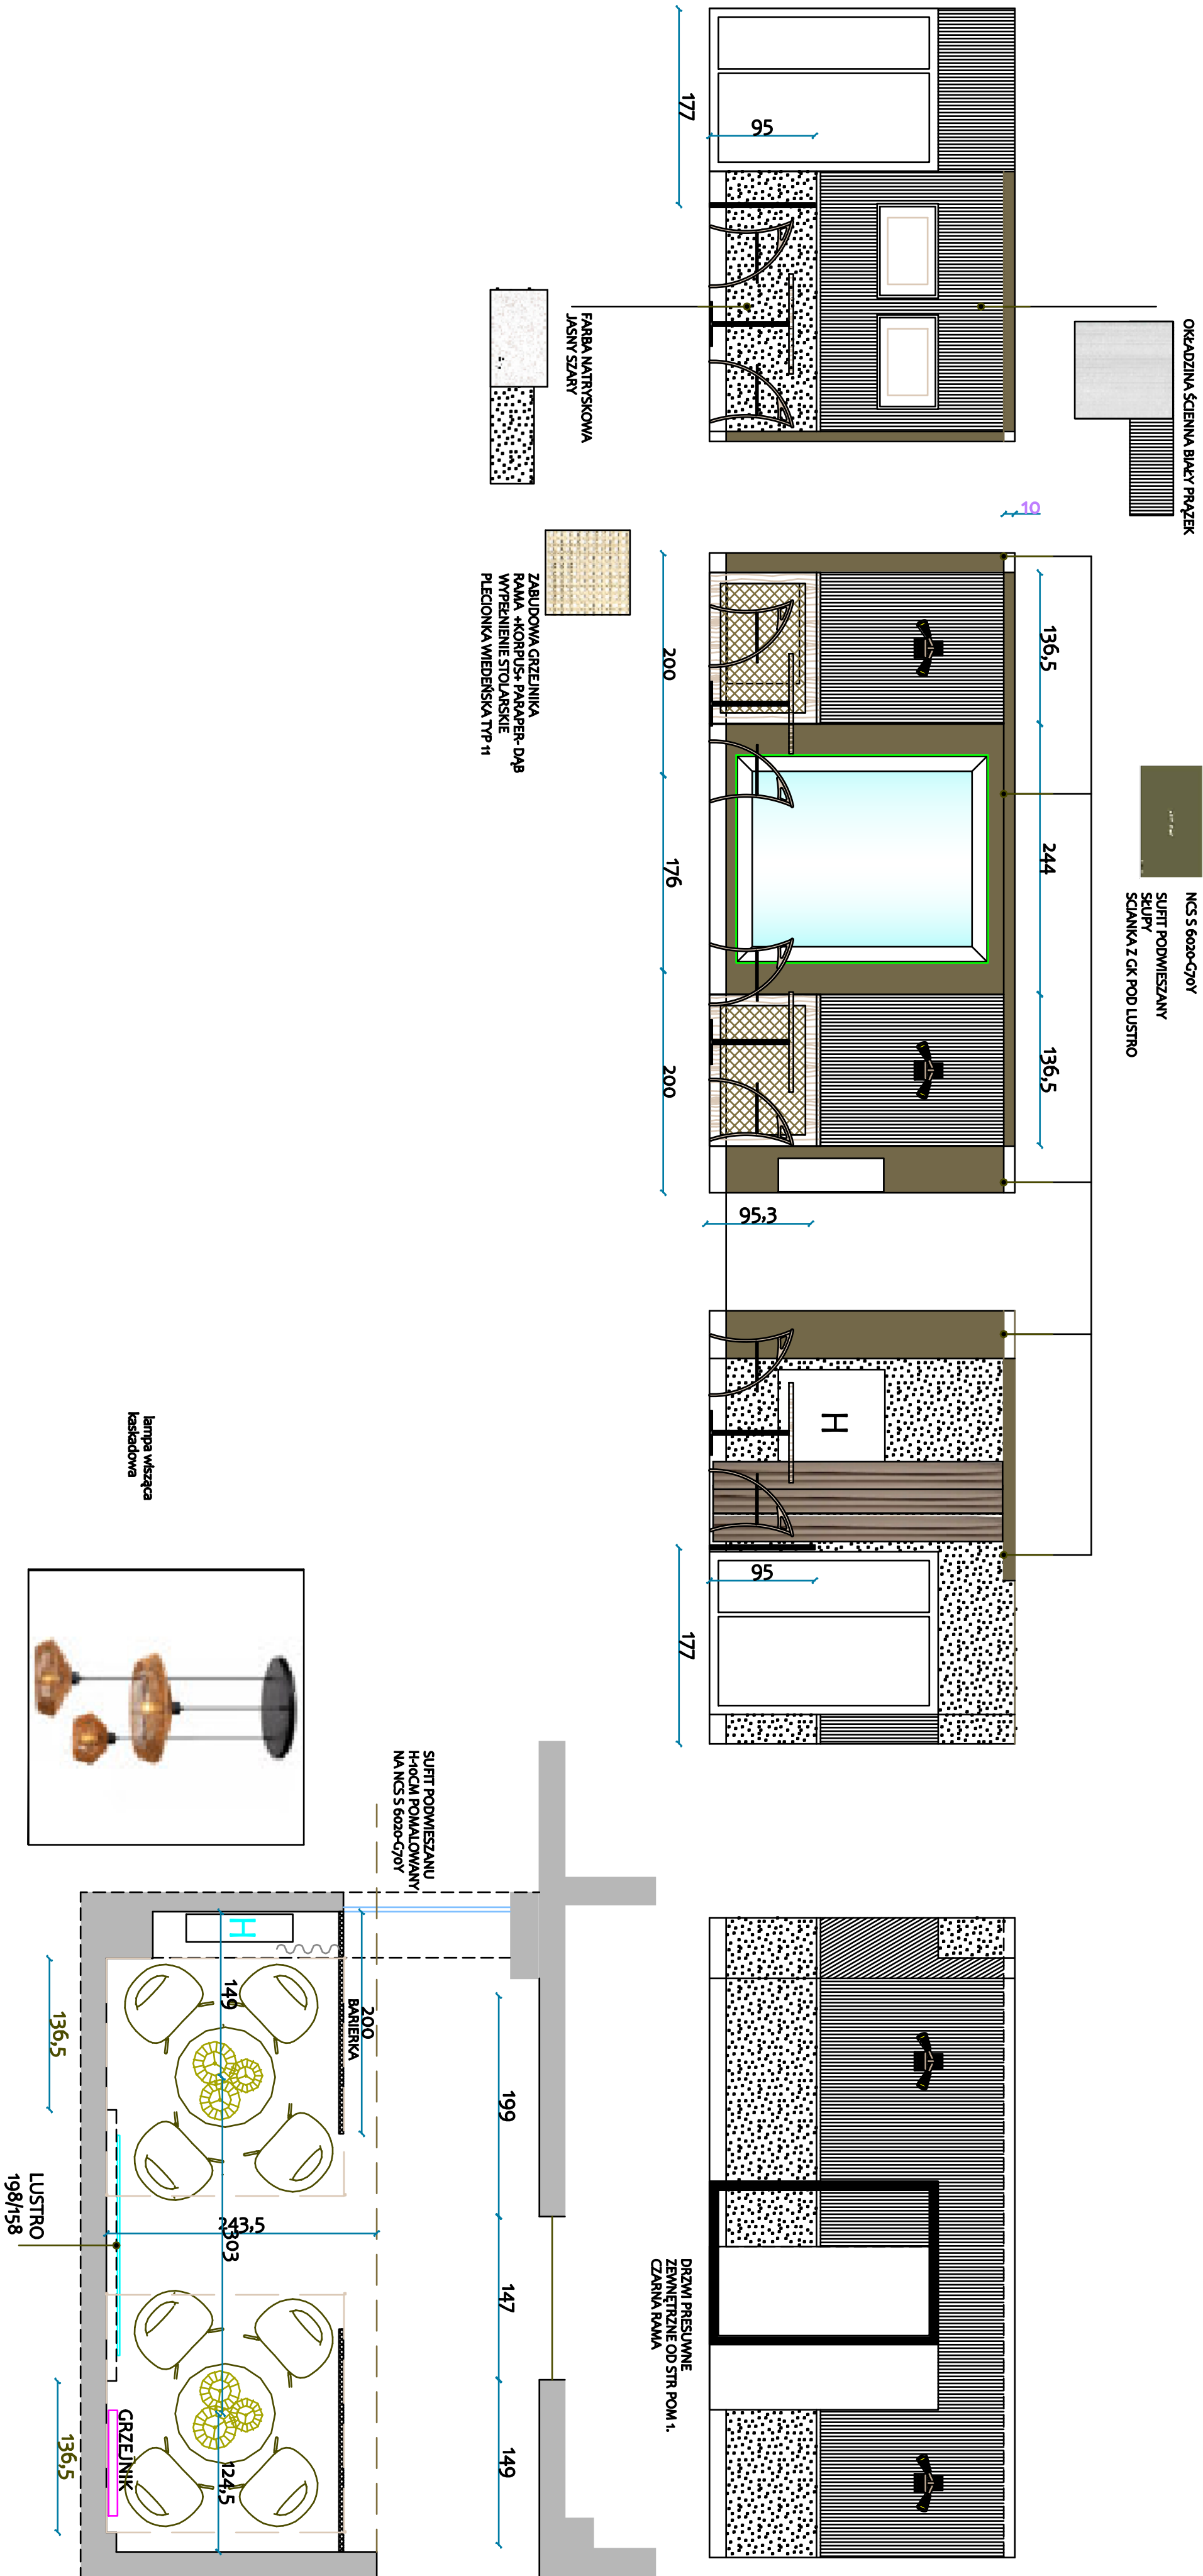 OKŁADZINA ŚCIENNA BIAŁY PRĄŻEK
NCS S 6020-G70Y
SUFIT PODWIESZANY
SŁUPY
SCIANKA Z GK POD LUSTRO
177
95
FARBA NATRYSKOWA
JASNY SZARY
10
136,5
244
136,5
ZABUDOWA GRZEJNIKA
RAMA +KORPUS+ PARAPER- DĄB
WYPEŁNIENIE STOLARSKIE
PLECIONKA WIEDEŃSKA TYP 11
200
176
200
95,3
H
95
177
DRZWI PRESUWNE
ZEWNĘTRZNE OD STR POM 1.
CZARNA RAMA
lampa wisząca
kaskadowa
SUFIT PODWIESZANU
H-10CM POMALOWANY
NA NCS S 6020-G70Y
199
147
149
200
BARIERKA
H
149
243,5
303
124,5
136,5
136,5
GRZEJNIK
LUSTRO
198/158